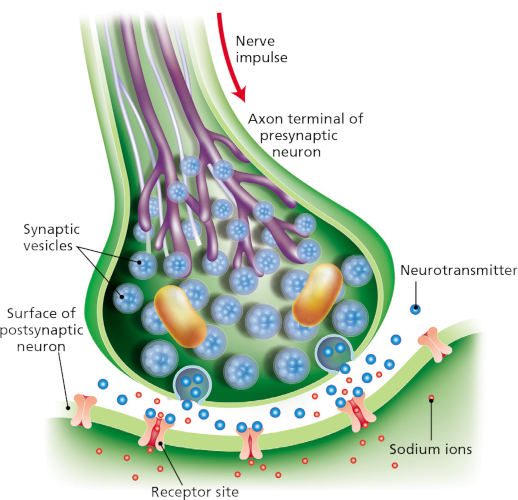 Nerve
impulse
Axon terminal of
presynaptic
neuron
Synaptic
vesicles
Neurotransmitter
Surface of
postsynaptic
neuron
Sodium ions
Receptor site